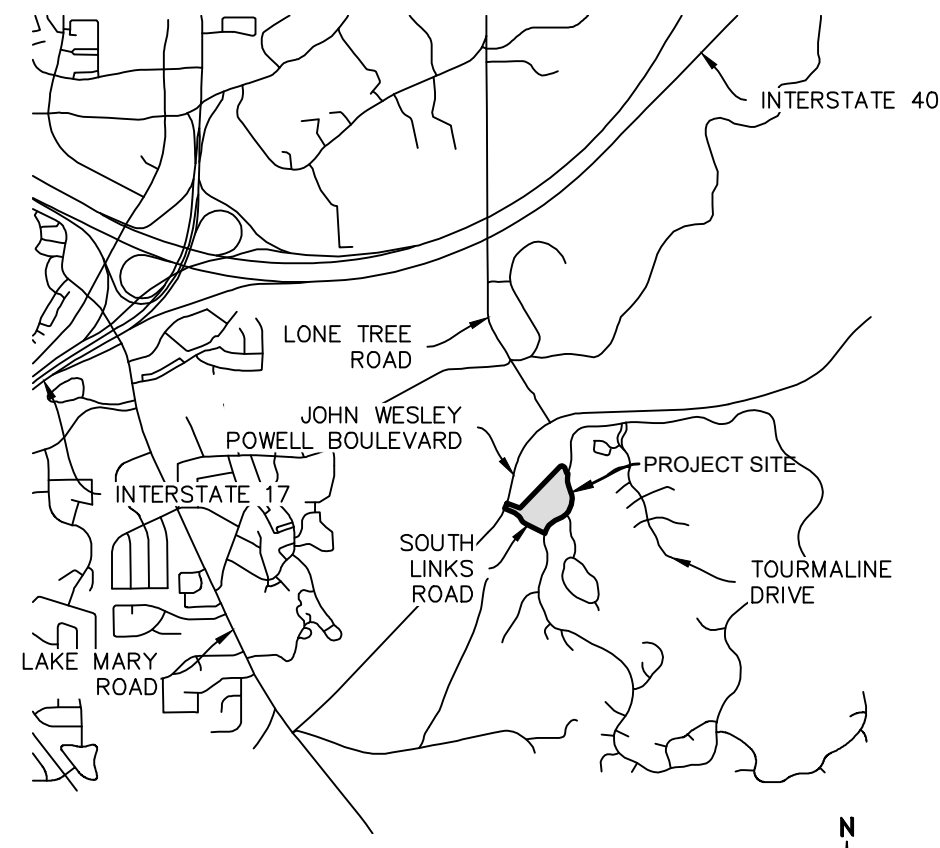 INTERSTATE 40
LONE TREE
ROAD
JOHN WESLEY
POWELL BOULEVARD
PROJECT SITE
INTERSTATE 17
SOUTH
LINKS
ROAD
TOURMALINE
DRIVE
LAKE MARY
ROAD
N